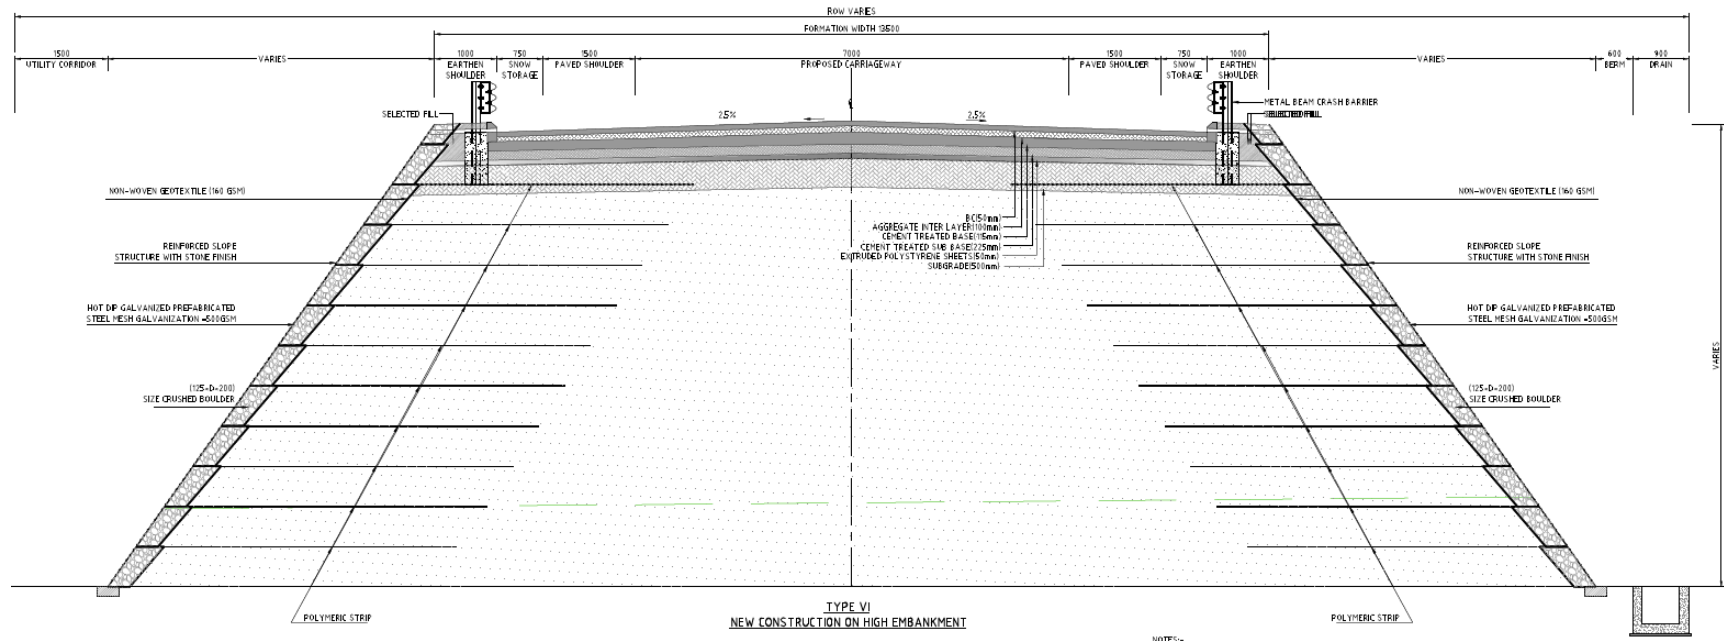 ROW VARIES
FORMATION WIDTH 13500
1500
UTILITY CORRIDOR
VARIES
1000
EARTHEN
SHOULDER
750
SNOW
STORAGE
1500
PAVED SHOULDER
7000
PROPOSED CARRIAGEWAY
1500
PAVED SHOULDER
750
SNOW
STORAGE
1000
EARTHEN
SHOULDER
VARIES
600
BERM
900
DRAIN
SELECTED FILL
2.5%
2.5%
METAL BEAM CRASH BARRIER
SELECTED FILL
NON-WOVEN GEOTEXTILE (160 GSM)
REINFORCED SLOPE
STRUCTURE WITH STONE FINISH
HOT DIP GALVANIZED PREFABRICATED
STEEL MESH GALVANIZATION =500GSM
(125-D-200)
SIZE CRUSHED BOULDER
BC(50mm)
AGGREGATE INTER LAYER(100mm)
CEMENT TREATED BASE(115mm)
CEMENT TREATED SUB BASE(225mm)
EXTRUDED POLYSTYRENE SHEETS(50mm)
SUBGRADE(500mm)
NON-WOVEN GEOTEXTILE (160 GSM)
REINFORCED SLOPE
STRUCTURE WITH STONE FINISH
HOT DIP GALVANIZED PREFABRICATED
STEEL MESH GALVANIZATION =500GSM
(125-D-200)
SIZE CRUSHED BOULDER
VARIES
POLYMERIC STRIP
TYPE VI
NEW CONSTRUCTION ON HIGH EMBANKMENT
POLYMERIC STRIP
NOTES:-